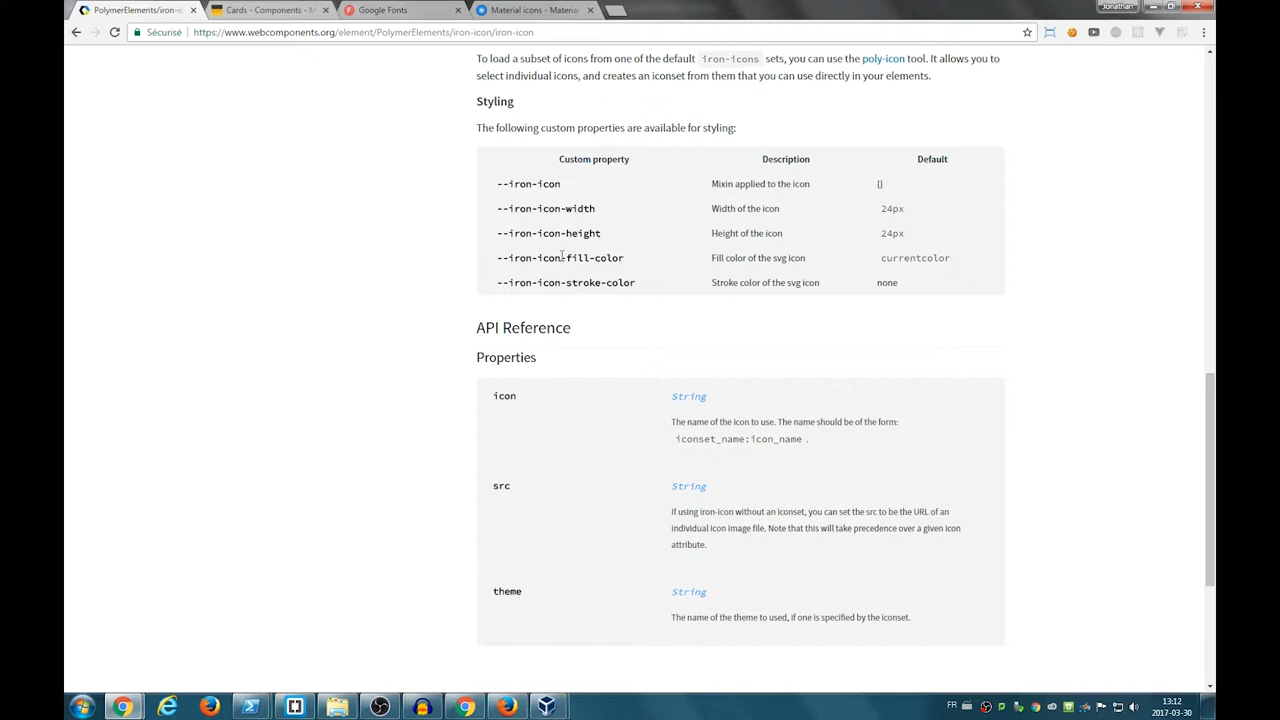 PolymerElements/iron-ic
Cards - Components - M
Google Fonts
Material icons - Materia
Jonathan
Sécurisé
https://www.webcomponents.org/element/PolymerElements/iron-icon/iron-icon
To load a subset of icons from one of the default iron-icons sets, you can use the poly-icon tool. It allows you to
select individual icons, and creates an iconset from them that you can use directly in your elements.
Styling
The following custom properties are available for styling:
Custom property Description Default
--iron-icon Mixin applied to the icon {}
--iron-icon-width Width of the icon 24px
--iron-icon-height Height of the icon 24px
--iron-icon-fill-color Fill color of the svg icon currentcolor
--iron-icon-stroke-color Stroke color of the svg icon none
API Reference
Properties
icon String
The name of the icon to use. The name should be of the form:
iconset_name:icon_name .
src String
If using iron-icon without an iconset, you can set the src to be the URL of an
individual icon image file. Note that this will take precedence over a given icon
attribute.
theme String
The name of the theme to used, if one is specified by the iconset.
FR
13:12
2017-03-30